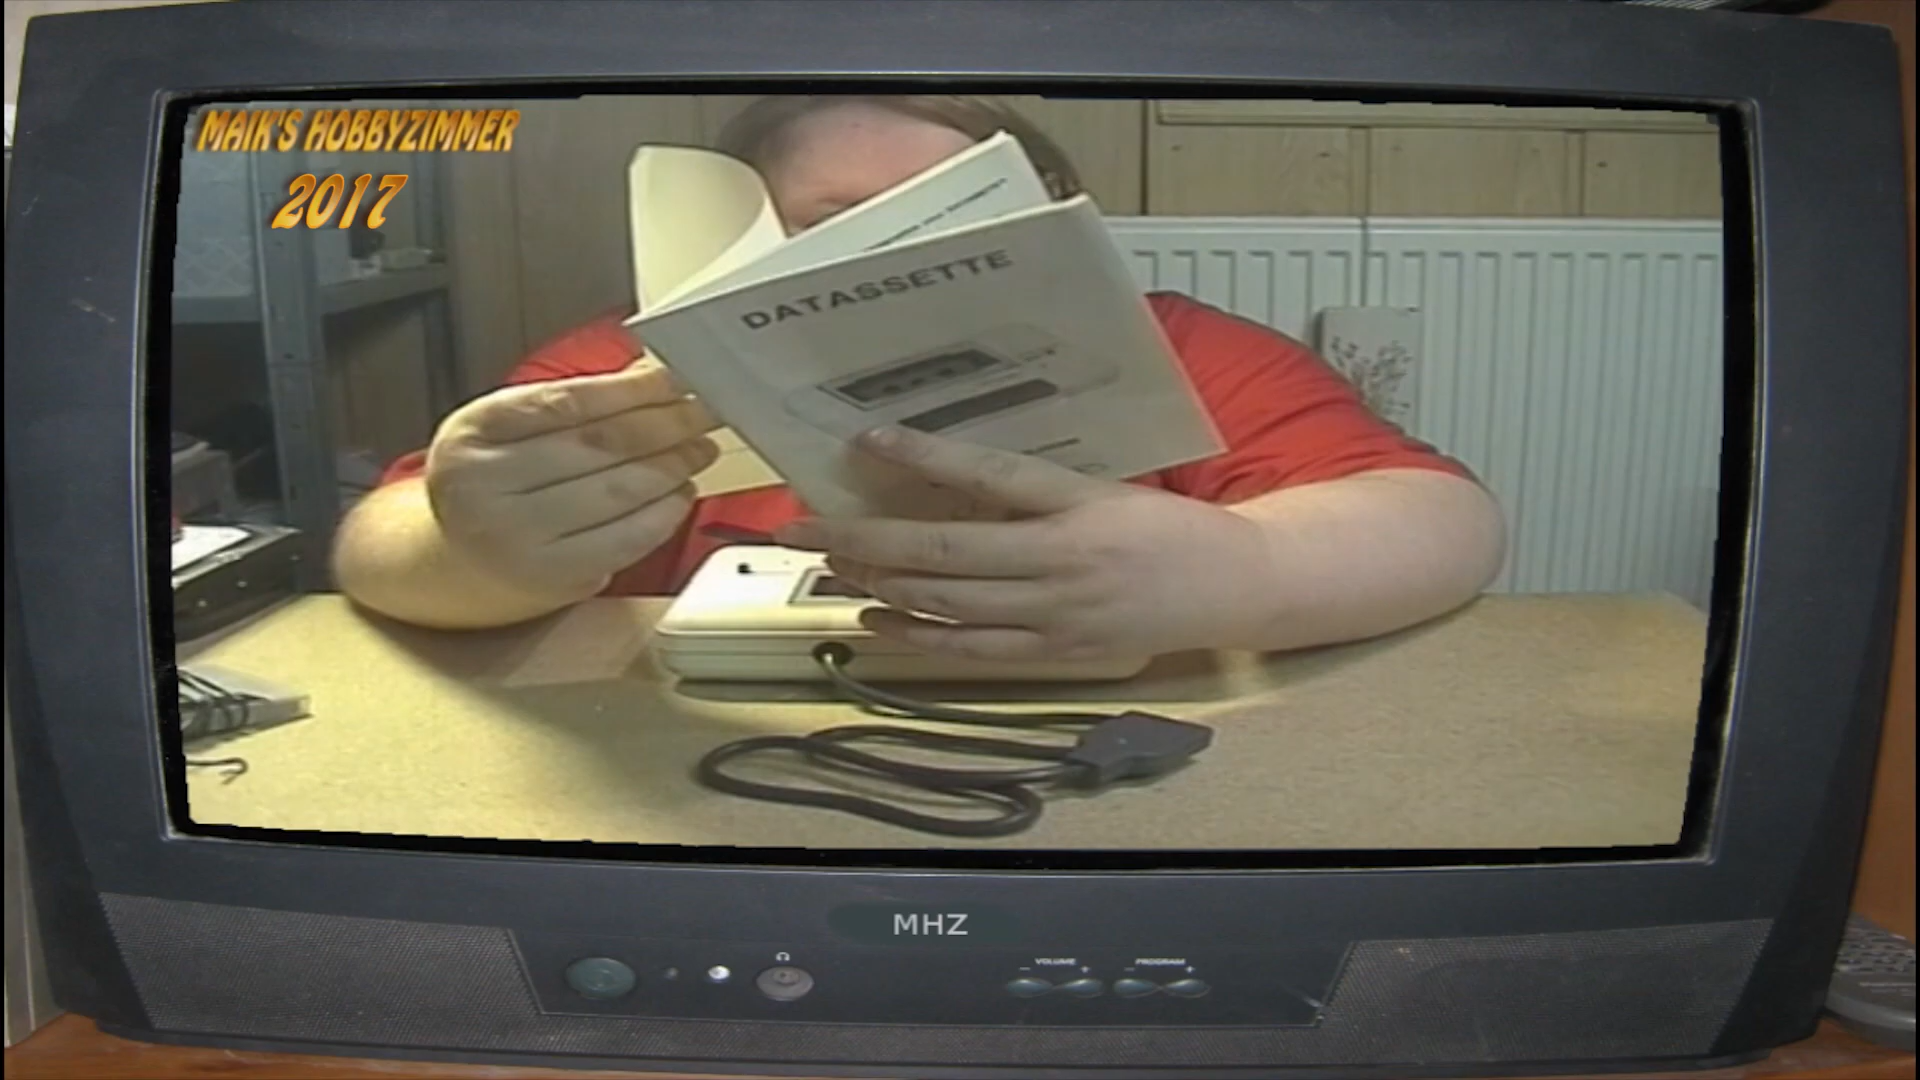 MAIK'S HOBBYZIMMER
2017
DATASSETTE
MHZ
VOLUME
- +
PROGRAM
- +